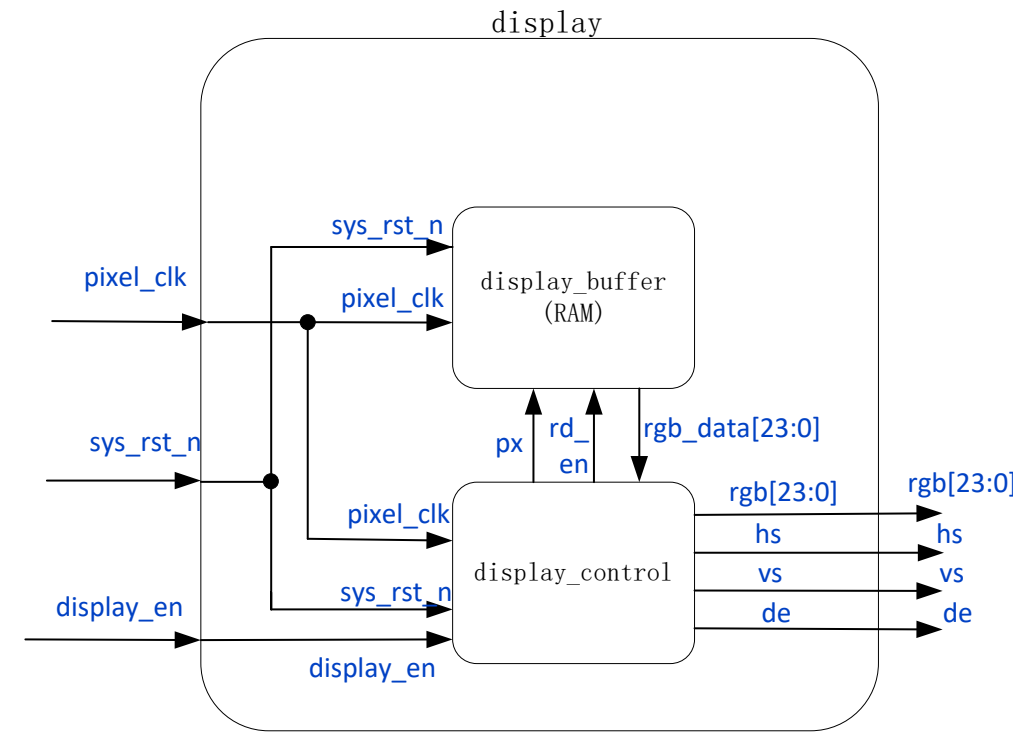 display
sys_rst_n
pixel_clk
display_buffer
(RAM)
pixel_clk
sys_rst_n
px
rd_
en
rgb_data[23:0]
rgb[23:0]
rgb[23:0]
pixel_clk
hs
hs
display_control
vs
vs
display_en
sys_rst_n
de
de
display_en